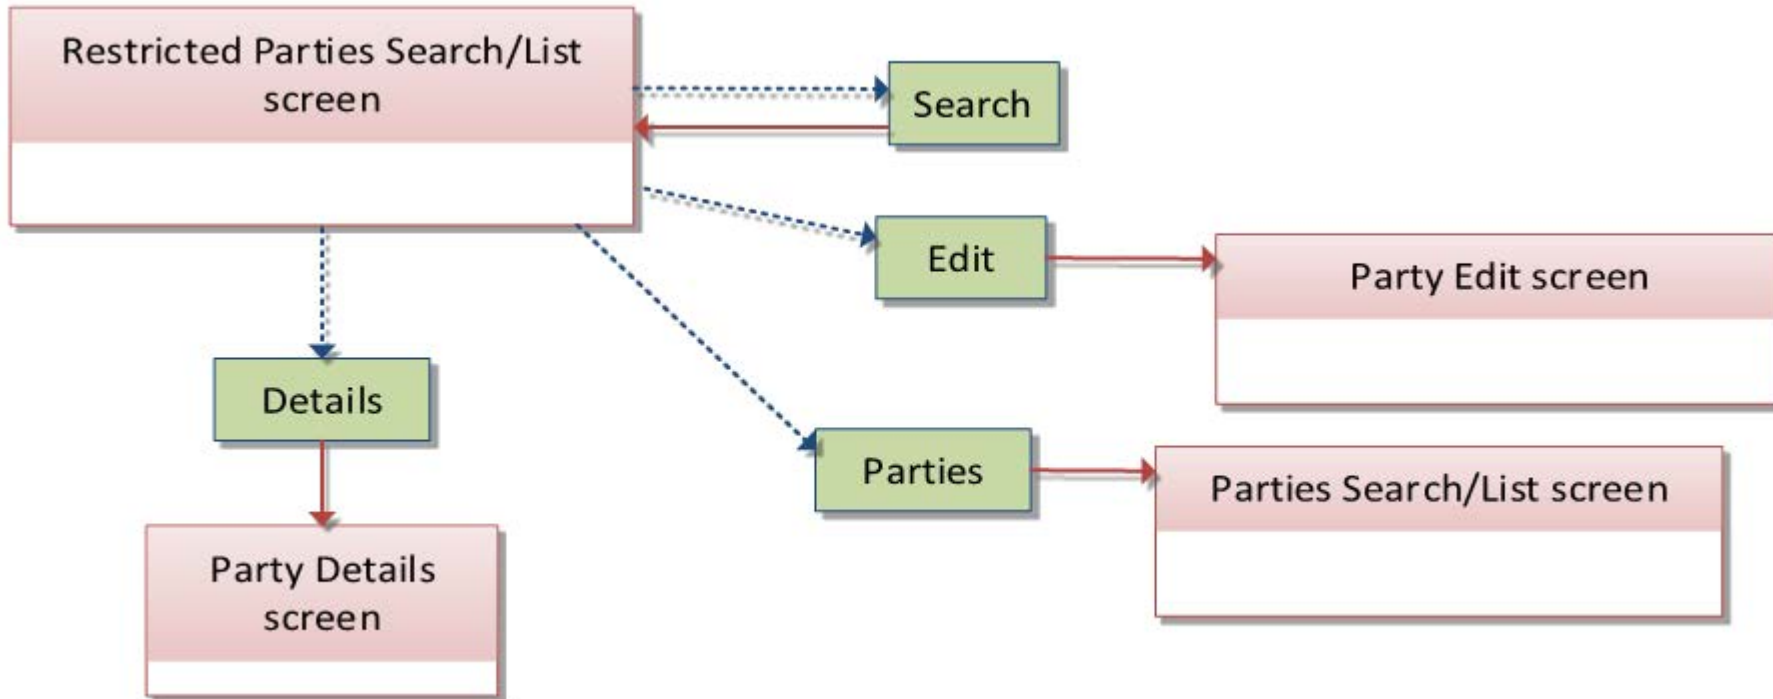 Restricted Parties Search/List
screen
Search
Edit
Party Edit screen
Details
Parties
Parties Search/List screen
Party Details
screen